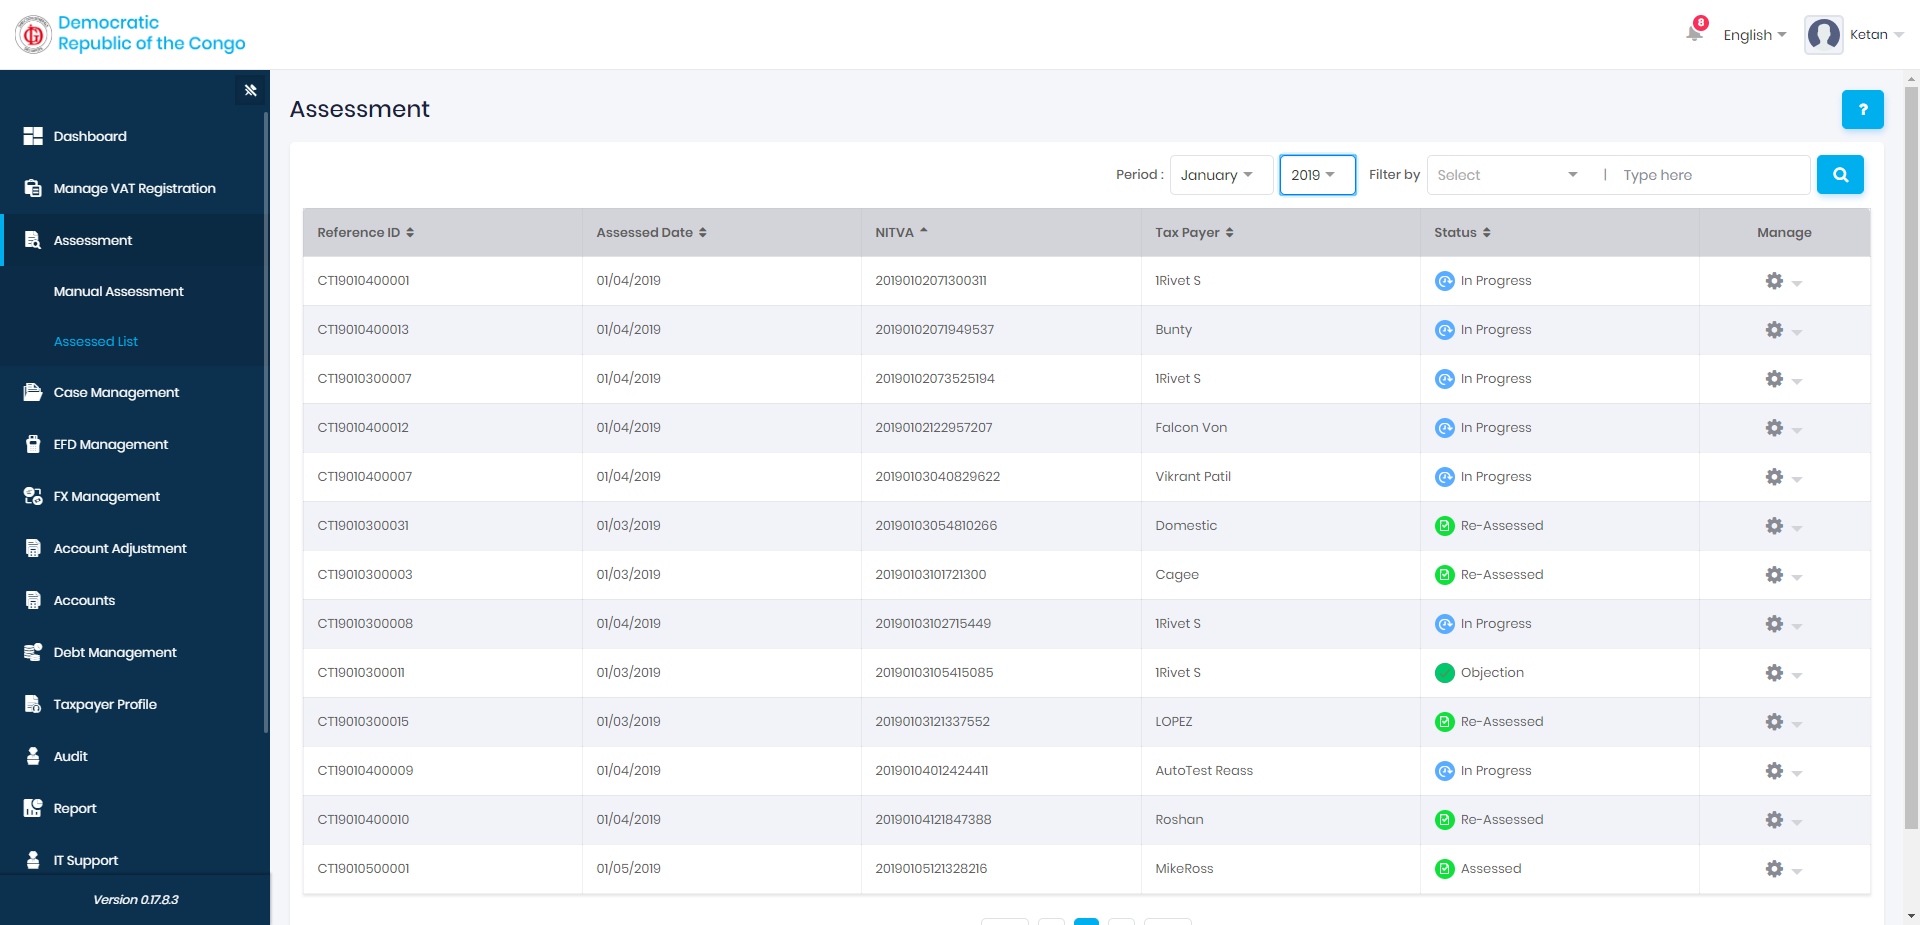 Democratic
Republic of the Congo
8
English
Ketan
Dashboard
Manage VAT Registration
Assessment
Manual Assessment
Assessed List
Case Management
EFD Management
FX Management
Account Adjustment
Accounts
Debt Management
Taxpayer Profile
Audit
Report
IT Support
Version 0.17.8.3
Assessment
?
Period : January 2019 Filter by Select | Type here
Reference ID Assessed Date NITVA Tax Payer Status Manage
CT19010400001 01/04/2019 20190102071300311 1Rivet S In Progress
CT19010400013 01/04/2019 20190102071949537 Bunty In Progress
CT19010300007 01/04/2019 20190102073525194 1Rivet S In Progress
CT19010400012 01/04/2019 20190102122957207 Falcon Von In Progress
CT19010400007 01/04/2019 20190103040829622 Vikrant Patil In Progress
CT19010300031 01/03/2019 20190103054810266 Domestic Re-Assessed
CT19010300003 01/03/2019 20190103101721300 Cagee Re-Assessed
CT19010300008 01/04/2019 20190103102715449 1Rivet S In Progress
CT19010300011 01/03/2019 20190103105415085 1Rivet S Objection
CT19010300015 01/03/2019 20190103121337552 LOPEZ Re-Assessed
CT19010400009 01/04/2019 20190104012424411 AutoTest Reass In Progress
CT19010400010 01/04/2019 20190104121847388 Roshan Re-Assessed
CT19010500001 01/05/2019 20190105121328216 MikeRoss Assessed